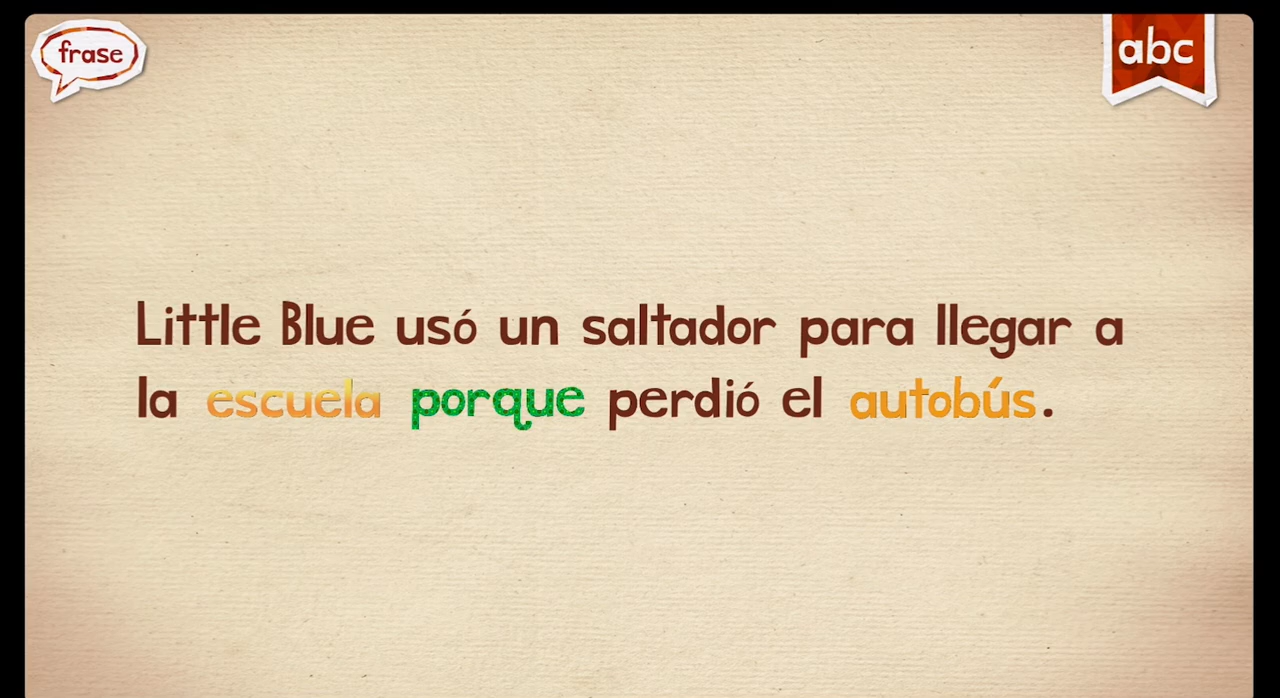 frase
abc
Little Blue usó un saltador para llegar a
la escuela porque perdió el autobús.